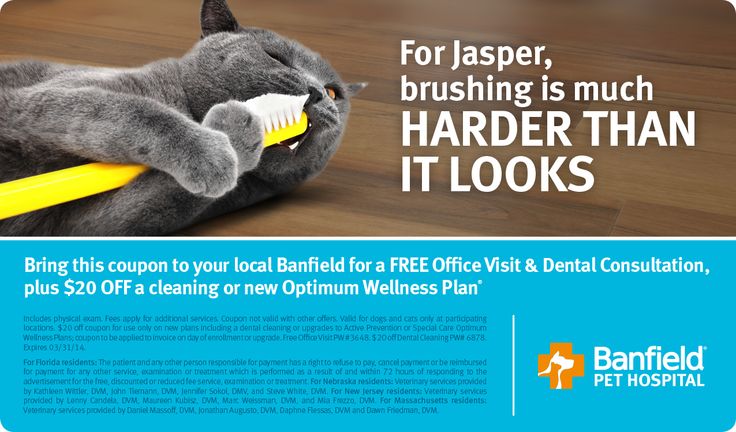 For Jasper,
brushing is much
HARDER THAN
IT LOOKS
Bring this coupon to your local Banfield for a FREE Office Visit & Dental Consultation,
plus $20 OFF a cleaning or new Optimum Wellness Plan®
Includes physical exam. Fees apply for additional services. Coupon not valid with other offers. Valid for dogs and cats only at participating
locations. $20 off coupon for use only on new plans including a dental cleaning or upgrades to Active Prevention or Special Care Optimum
Wellness Plans; coupon to be applied to invoice on day of enrollment or upgrade. Free Office Visit PW#3648. $20 off Dental Cleaning PW# 6878.
Expires 03/31/14.
For Florida residents: The patient and any other person responsible for payment has a right to refuse to pay, cancel payment or be reimbursed
for payment for any other service, examination or treatment which is performed as a result of and within 72 hours of responding to the
advertisement for the free, discounted or reduced fee service, examination or treatment. For Nebraska residents: Veterinary services provided
by Kathleen Wittler, DVM, John Tiemann, DVM, Jennifer Sokol, DMV, and Steve White, DVM. For New Jersey residents: Veterinary services
provided by Lenny Candela, DVM, Maureen Kubisz, DVM, Marc Weissman, DVM, and Mia Frezzo, DVM. For Massachusetts residents:
Veterinary services provided by Daniel Massoff, DVM, Jonathan Augusto, DVM, Daphne Flessas, DVM and Dawn Friedman, DVM.
Banfield®
PET HOSPITAL